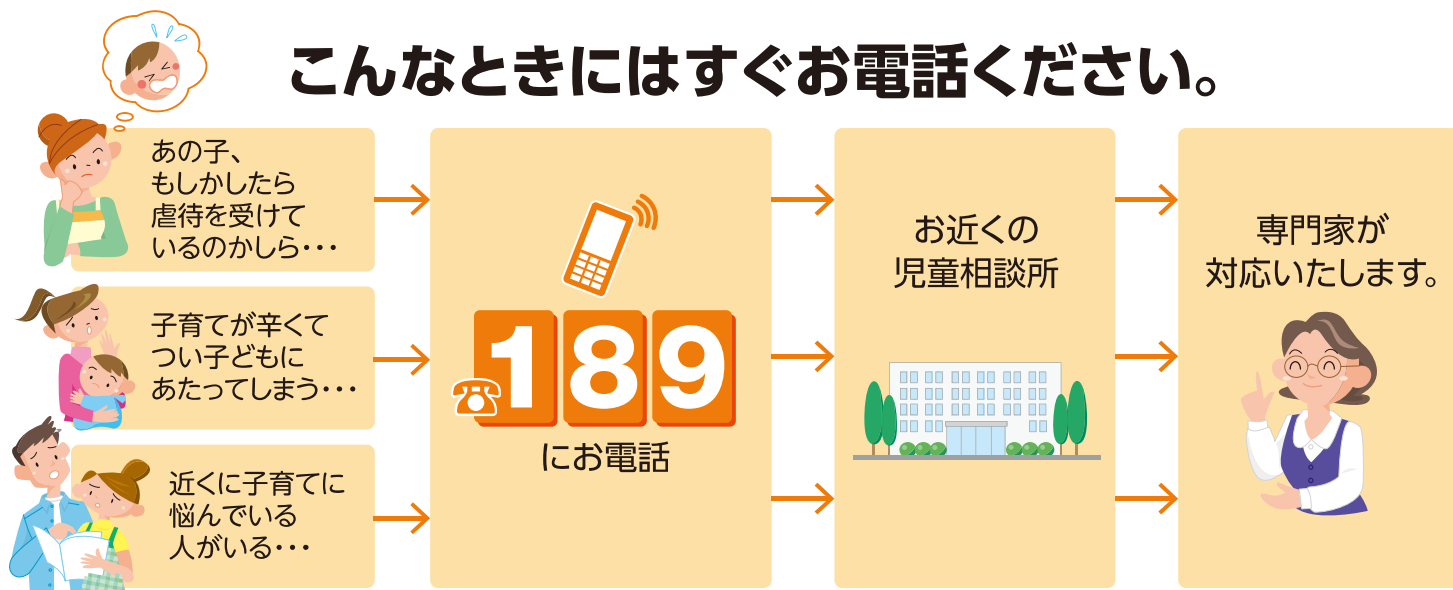 こんなときにはすぐお電話ください。
あの子、
もしかしたら
虐待を受けて
いるのかしら・・・
子育てが辛くて
つい子どもに
あたってしまう・・・
近くに子育てに
悩んでいる
人がいる・・・
189
にお電話
お近くの
児童相談所
専門家が
対応いたします。